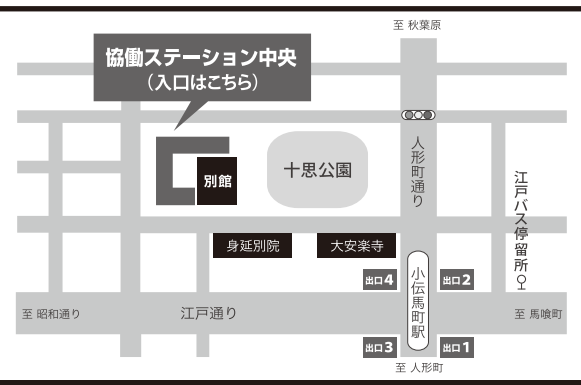 至 秋葉原
協働ステーション中央
（入口はこちら）
人形町通り
十思公園
別館
江戸バス停留所
身延別院
大安楽寺
小伝馬町駅
出口4
出口2
至 昭和通り
江戸通り
至 馬喰町
出口3
出口1
至 人形町